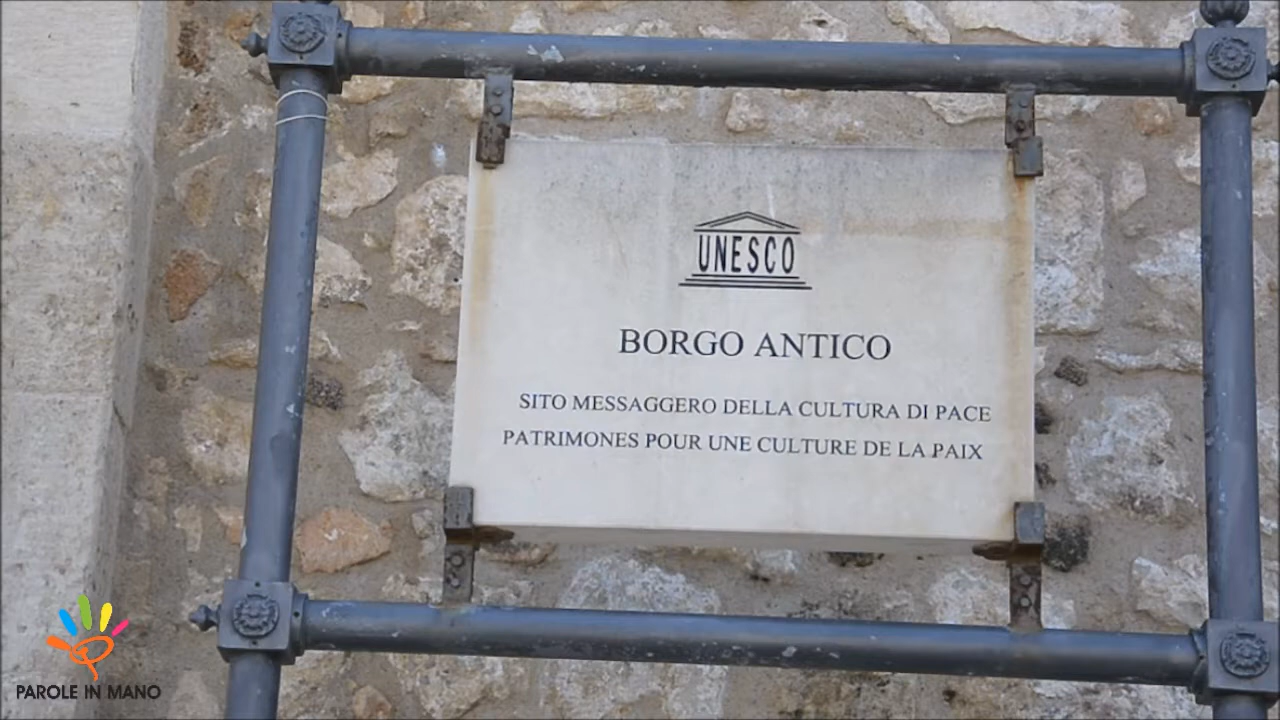 UNESCO
BORGO ANTICO
SITO MESSAGGERO DELLA CULTURA DI PACE
PATRIMONES POUR UNE CULTURE DE LA PAIX
PAROLE IN MANO